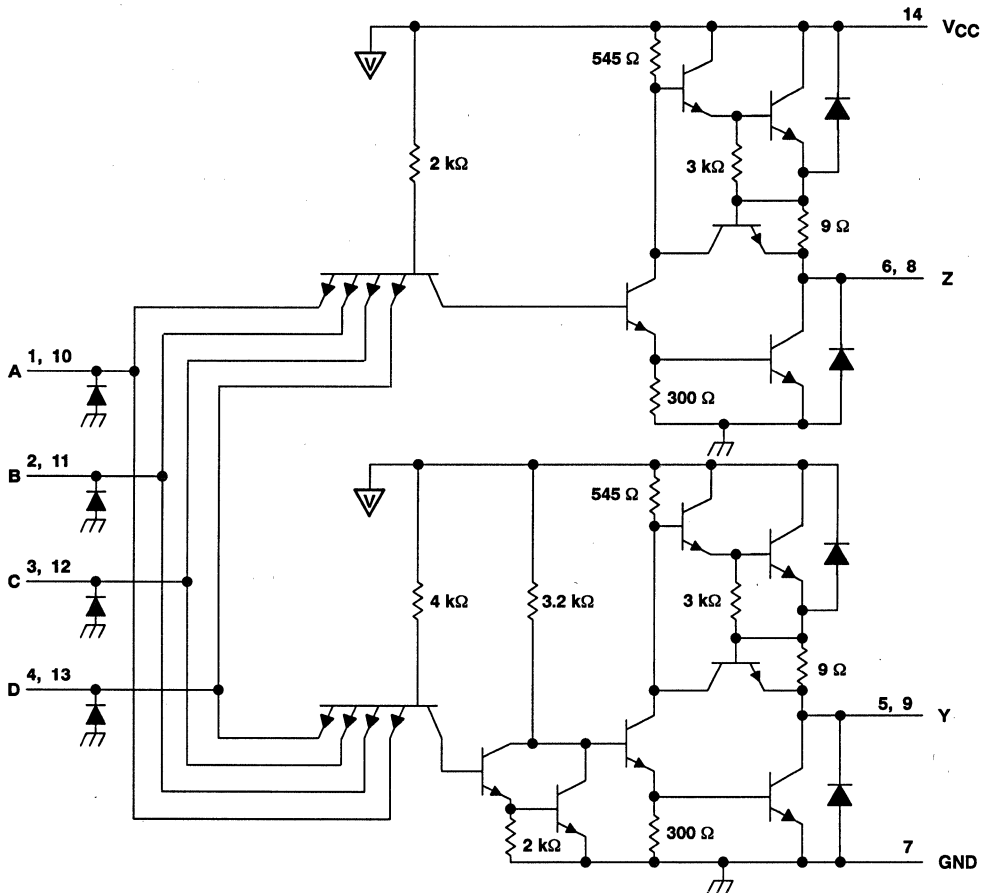 14 VCC
V
545 Ω
2 kΩ
3 kΩ
9 Ω
6, 8 Z
A 1, 10
300 Ω
B 2, 11
V
545 Ω
C 3, 12
4 kΩ
3.2 kΩ
3 kΩ
9 Ω
D 4, 13
5, 9 Y
2 kΩ
300 Ω
7
GND